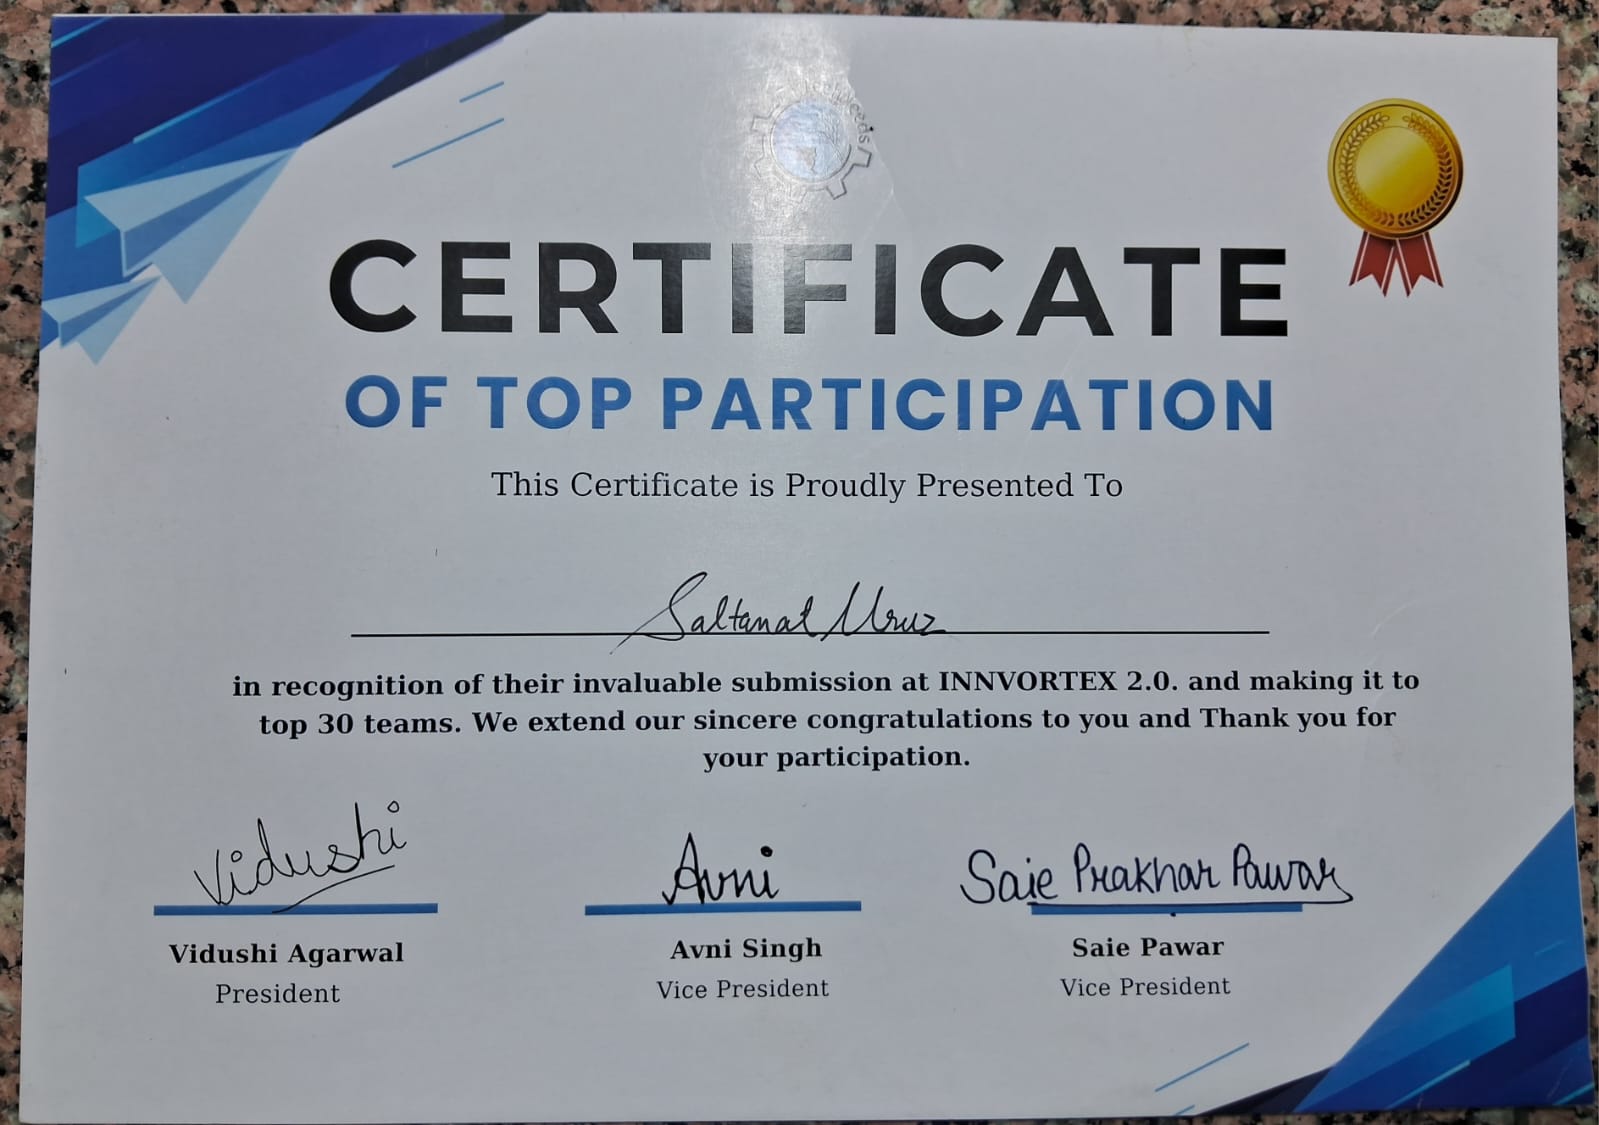 CERTIFICATE
OF TOP PARTICIPATION
This Certificate is Proudly Presented To
Saltanat Uruz
in recognition of their invaluable submission at INNVORTEX 2.0. and making it to
top 30 teams. We extend our sincere congratulations to you and Thank you for
your participation.
Vidushi Avni Saie Prakhar Pawar
Vidushi Agarwal Avni Singh Saie Pawar
President Vice President Vice President